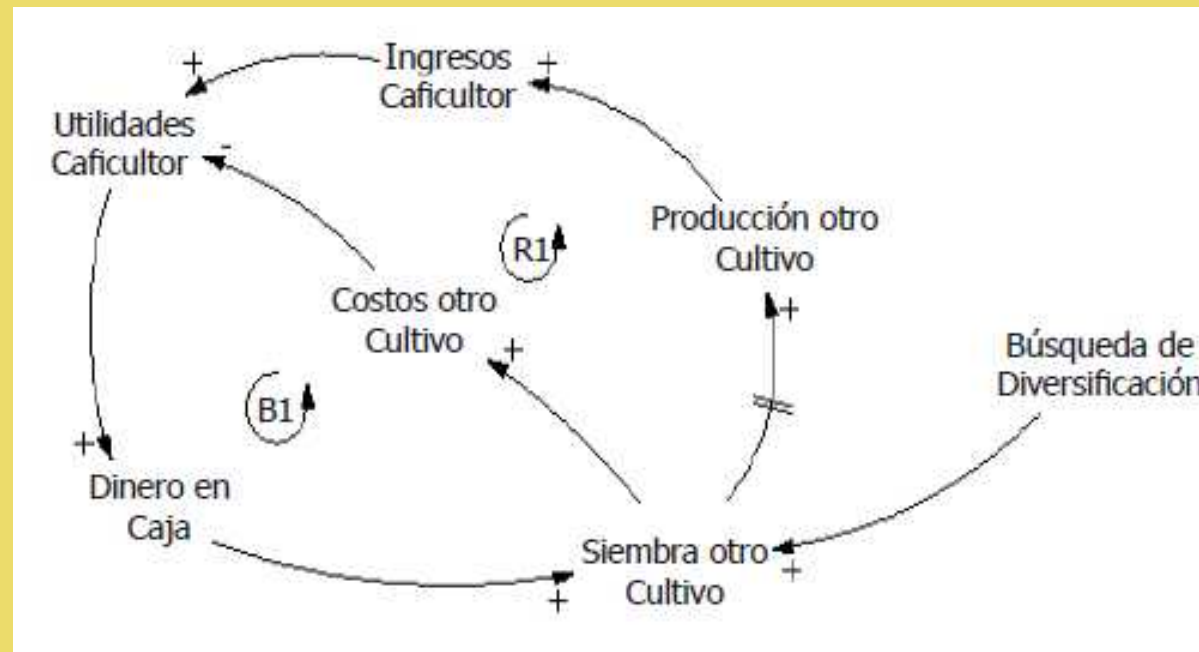 Ingresos
Caficultor
+
+
Utilidades
Caficultor
-
Producción otro
Cultivo
R1
Costos otro
Cultivo
+
+
Búsqueda de
Diversificación
B1
+
Dinero en
Caja
Siembra otro
Cultivo
+
+